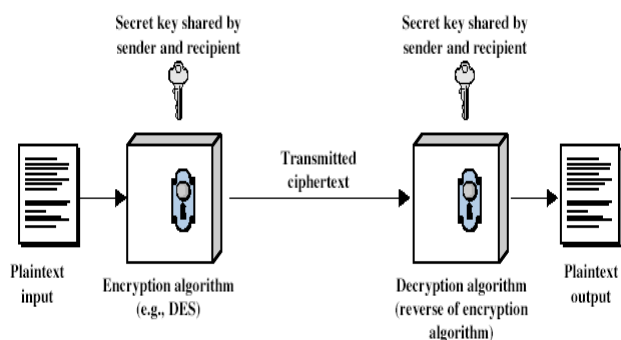 Secret key shared by
sender and recipient
Secret key shared by
sender and recipient
Transmitted
ciphertext
Plaintext
input
Encryption algorithm
(e.g., DES)
Decryption algorithm
(reverse of encryption
algorithm)
Plaintext
output